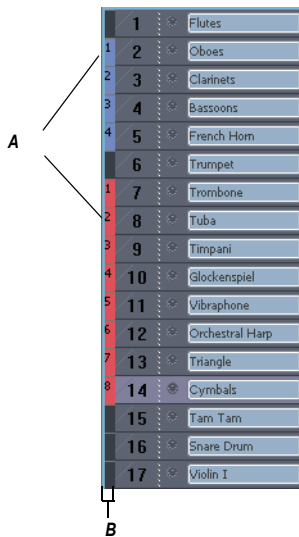 1 Flutes
1 2 Oboes
2 3 Clarinets
3 4 Bassoons
4 5 French Horn
6 Trumpet
1 7 Trombone
2 8 Tuba
3 9 Timpani
4 10 Glockenspiel
5 11 Vibraphone
6 12 Orchestral Harp
7 13 Triangle
8 14 Cymbals
15 Tam Tam
16 Snare Drum
17 Violin I
A
B